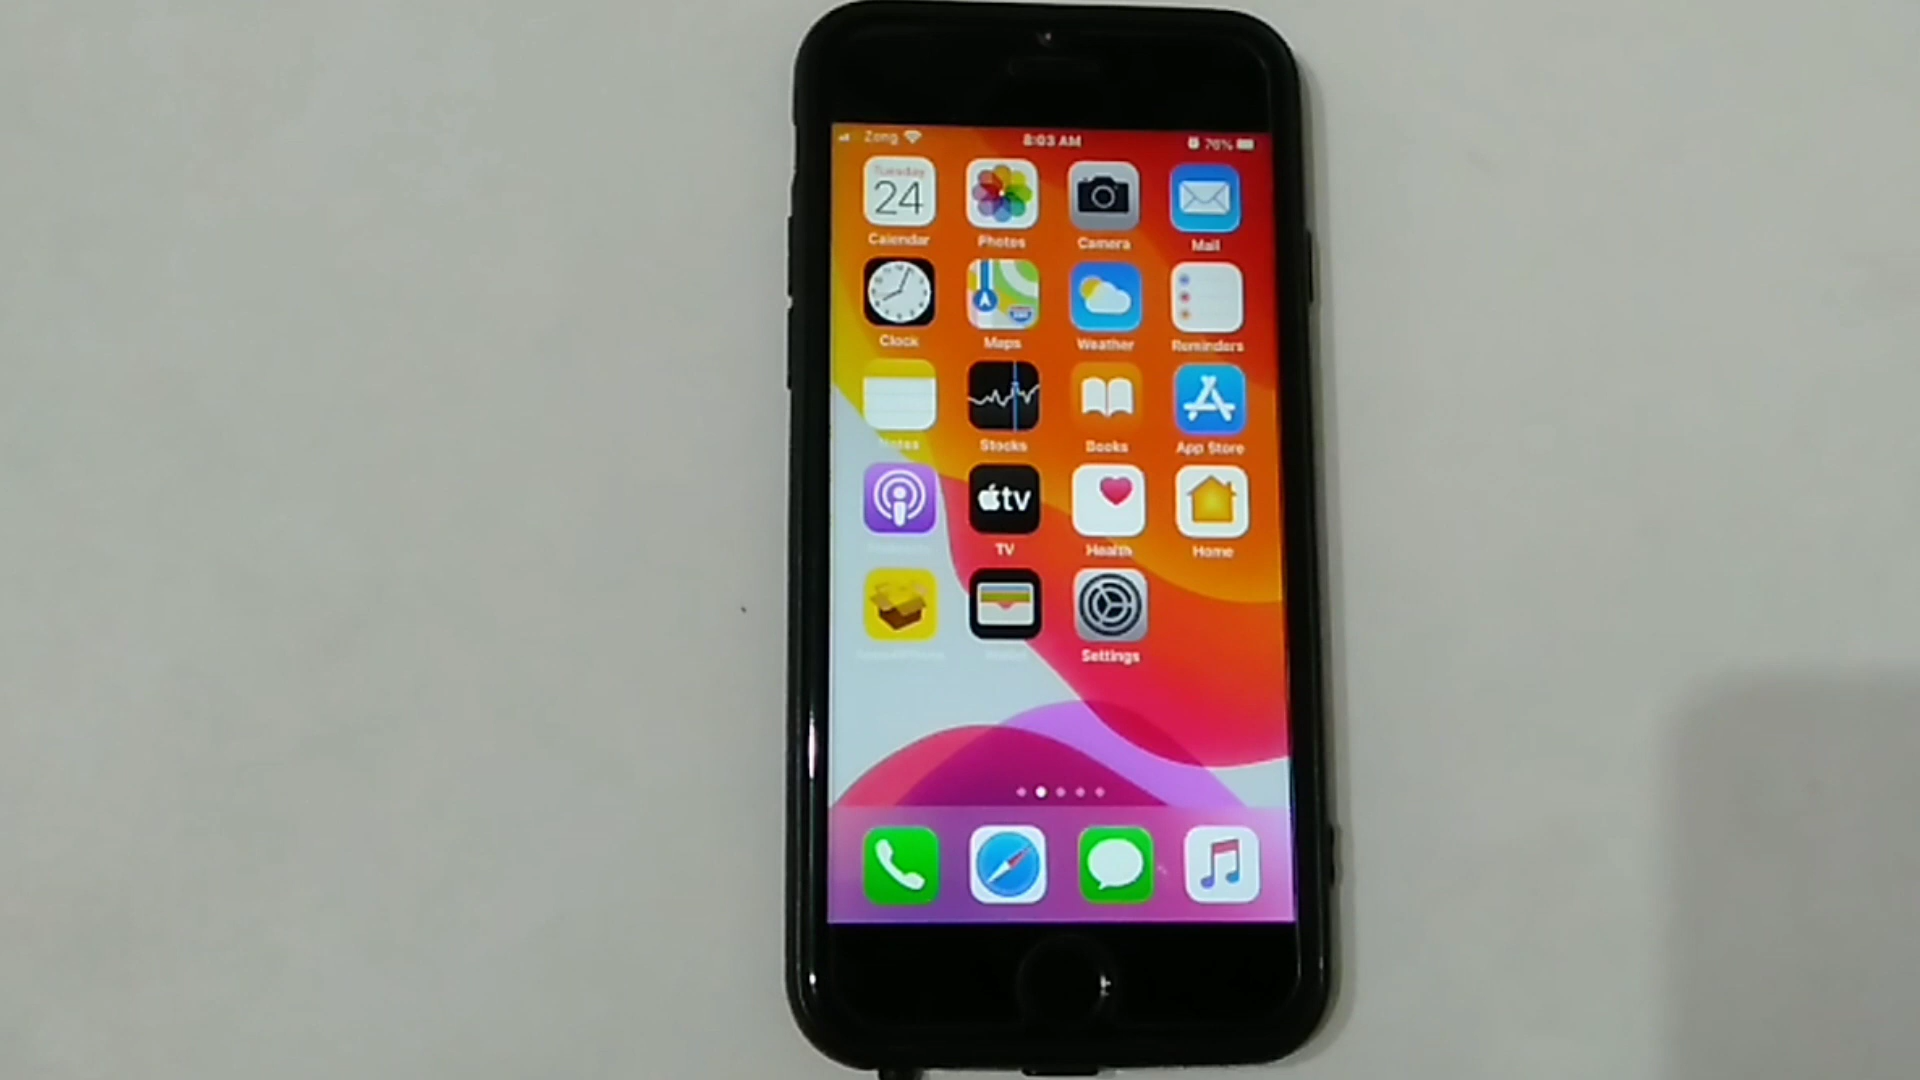 Zong 8:03 AM 76%
Tuesday
24
Calendar Photos Camera Mail
Clock Maps Weather Reminders
Notes Stocks Books App Store
tv
TV Health Home
Settings